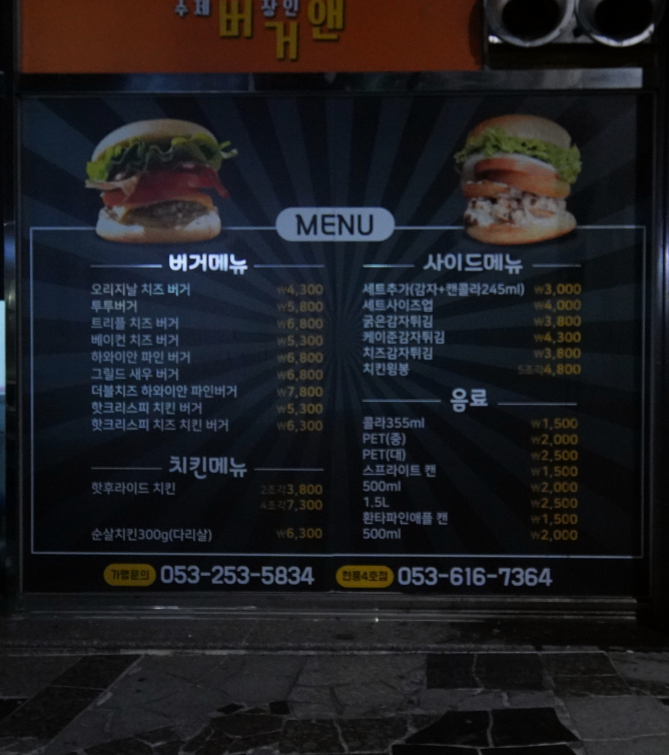 수제 버거 장인 앤
MENU
버거메뉴
오리지날 치즈 버거 ₩4,300
투투버거 ₩5,800
트리플 치즈 버거 ₩6,800
베이컨 치즈 버거 ₩5,300
하와이안 파인 버거 ₩6,800
그릴드 새우 버거 ₩6,800
더블치즈 하와이안 파인버거 ₩7,800
핫크리스피 치킨 버거 ₩5,300
핫크리스피 치즈 치킨 버거 ₩6,300
치킨메뉴
핫후라이드 치킨 2조각3,800
4조각7,300
순살치킨300g(다리살) ₩6,300
사이드메뉴
세트추가(감자+캔콜라245ml) ₩3,000
세트사이즈업 ₩4,000
굵은감자튀김 ₩3,800
케이준감자튀김 ₩4,300
치즈감자튀김 ₩3,800
치킨윙봉 5조각4,800
음료
콜라355ml ₩1,500
PET(중) ₩2,000
PET(대) ₩2,500
스프라이트 캔 ₩1,500
500ml ₩2,000
1.5L ₩2,500
환타파인애플 캔 ₩1,500
500ml ₩2,000
가맹문의 053-253-5834 053-616-7364